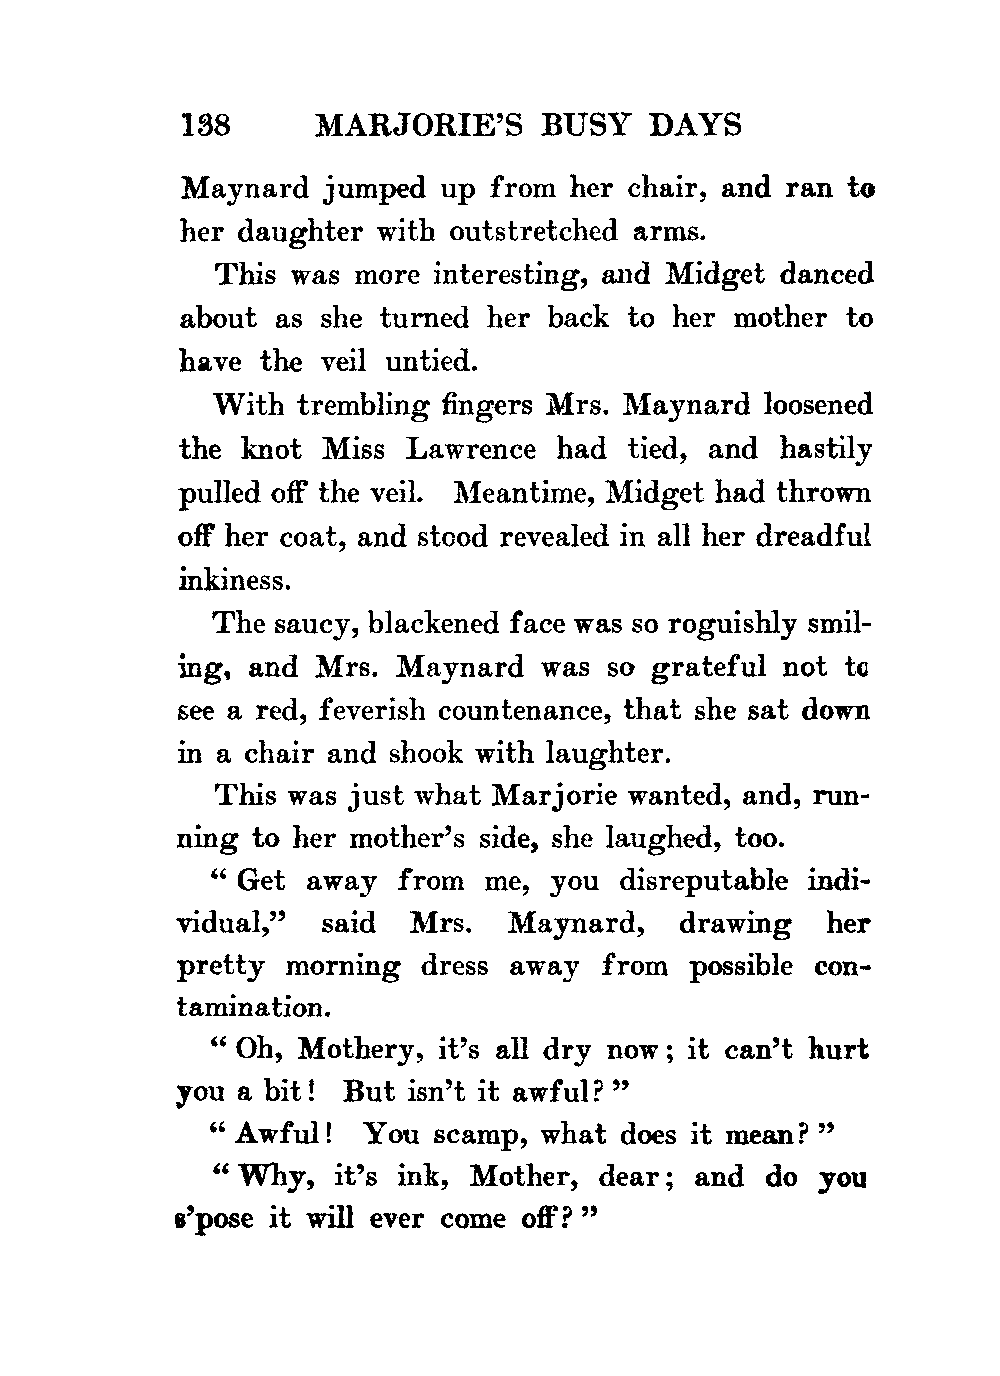 138 MARJORIE'S BUSY DAYS
Maynard jumped up from her chair, and ran to
her daughter with outstretched arms.
This was more interesting, and Midget danced
about as she turned her back to her mother to
have the veil untied.
With trembling fingers Mrs. Maynard loosened
the knot Miss Lawrence had tied, and hastily
pulled off the veil. Meantime, Midget had thrown
off her coat, and stood revealed in all her dreadful
inkiness.
The saucy, blackened face was so roguishly smil-
ing, and Mrs. Maynard was so grateful not to
see a red, feverish countenance, that she sat down
in a chair and shook with laughter.
This was just what Marjorie wanted, and, run-
ning to her mother's side, she laughed, too.
“ Get away from me, you disreputable indi-
vidual,” said Mrs. Maynard, drawing her
pretty morning dress away from possible con-
tamination.
“ Oh, Mothery, it's all dry now; it can't hurt
you a bit! But isn't it awful? ”
“ Awful! You scamp, what does it mean? ”
“ Why, it's ink, Mother, dear; and do you
s'pose it will ever come off? ”